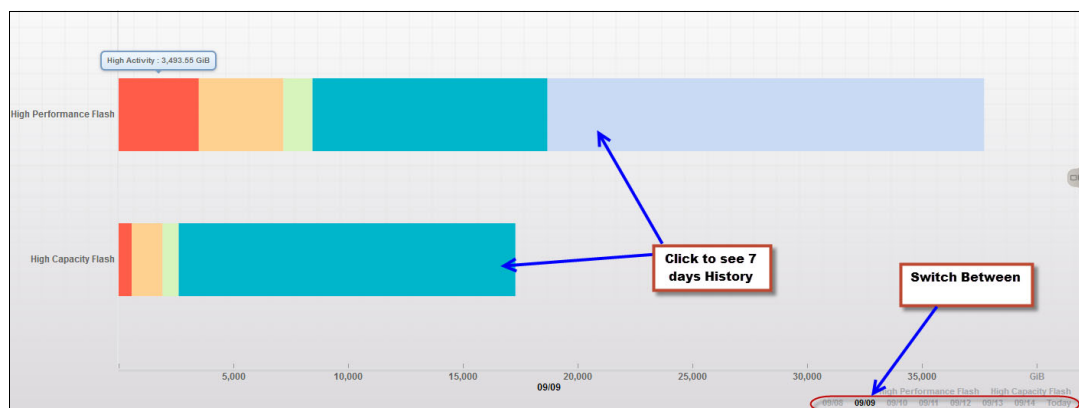 High Activity : 3,493.55 GiB
High Performance Flash
High Capacity Flash
Click to see 7
days History
Switch Between
5,000 10,000 15,000 20,000 25,000 30,000 35,000 GiB
09/09
High Performance Flash High Capacity Flash
09/08 09/09 09/10 09/11 09/12 09/13 09/14 Today